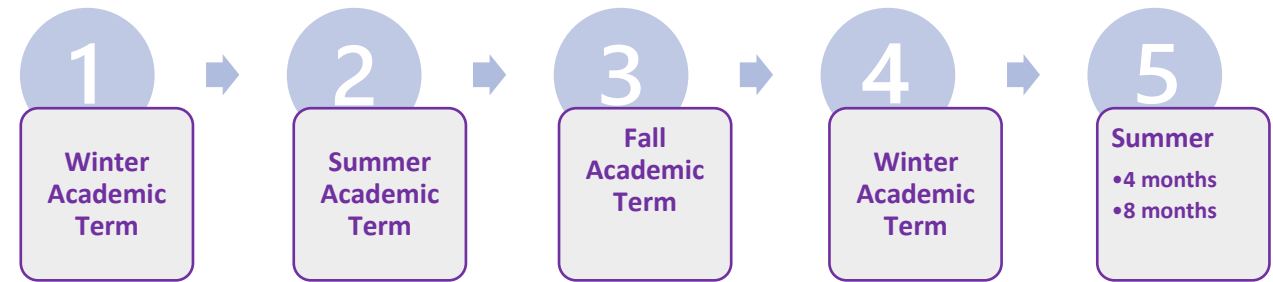 1
Winter
Academic
Term
2
Summer
Academic
Term
3
Fall
Academic
Term
4
Winter
Academic
Term
5
Summer
•4 months
•8 months